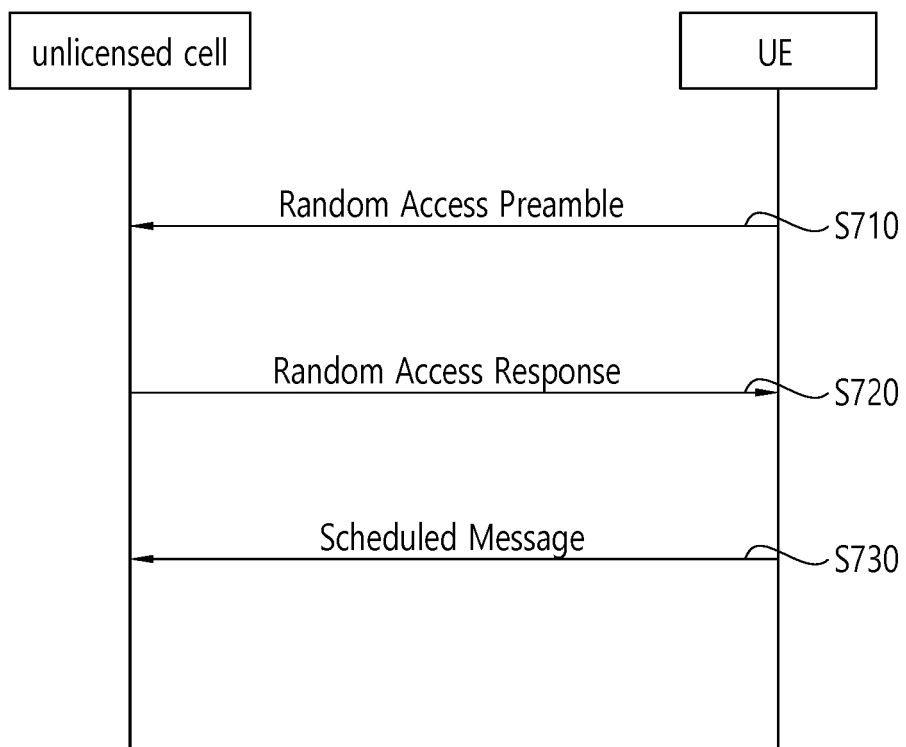 unlicensed cell
UE
Random Access Preamble
S710
Random Access Response
S720
Scheduled Message
S730